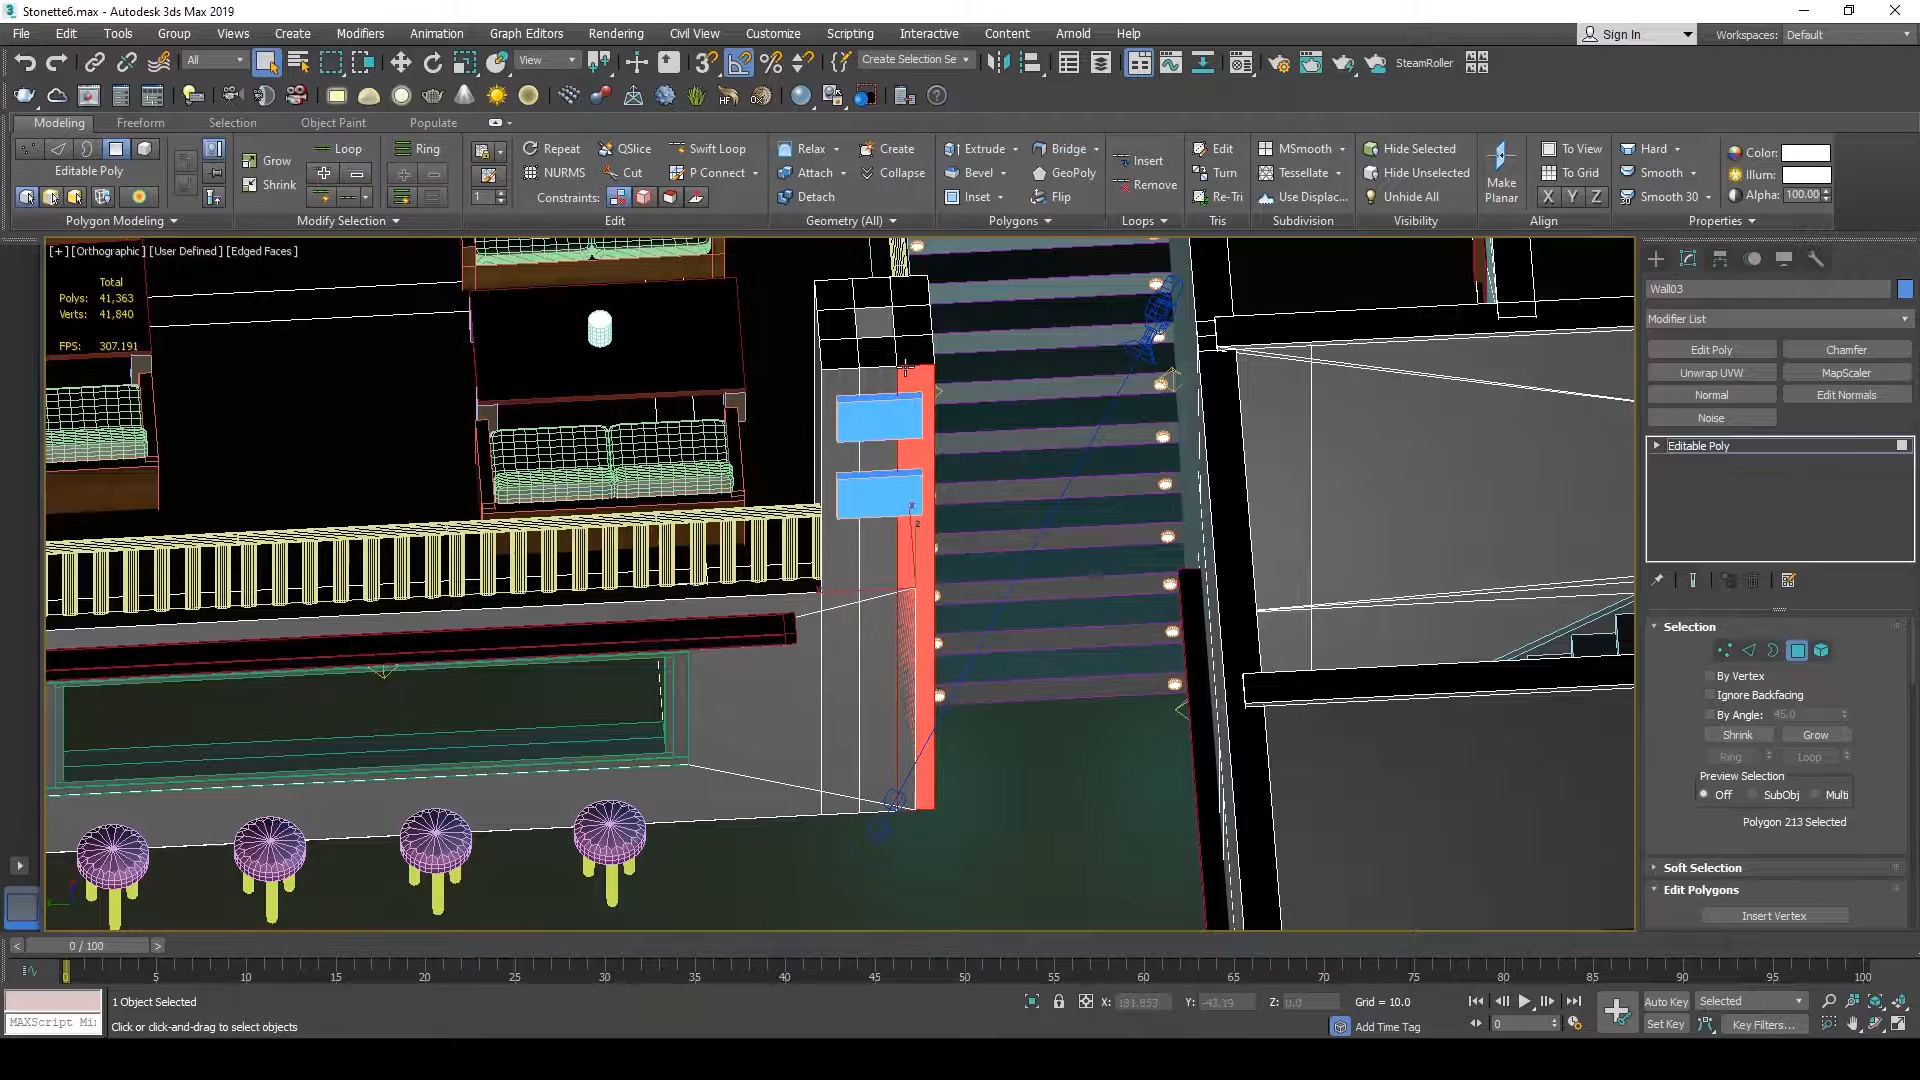 Stonette6.max - Autodesk 3ds Max 2019
File Edit Tools Group Views Create Modifiers Animation Graph Editors Rendering Civil View Customize Scripting Interactive Content Arnold Help
Sign In Workspaces: Default
All View Create Selection Se SteamRoller
Modeling Freeform Selection Object Paint Populate
Loop Ring Repeat QSlice Swift Loop Relax Create Extrude Bridge Insert Edit MSmooth Hide Selected To View Hard Color:
Editable Poly Grow Shrink NURMS Cut P Connect Attach Collapse Bevel GeoPoly Remove Turn Tessellate Hide Unselected Make Planar To Grid Smooth Illum:
1 Constraints: Detach Inset Flip Re-Tri Use Displac... Unhide All X Y Z Smooth 30 Alpha: 100.00
Polygon Modeling Modify Selection Edit Geometry (All) Polygons Loops Tris Subdivision Visibility Align Properties
[+] [Orthographic] [User Defined] [Edged Faces]
Total
Polys: 41,363
Verts: 41,840
FPS: 307.191
Wall03
Modifier List
Edit Poly Chamfer
Unwrap UVW MapScaler
Normal Edit Normals
Noise
Editable Poly
Selection
By Vertex
Ignore Backfacing
By Angle: 45.0
Shrink Grow
Ring Loop
Preview Selection
Off SubObj Multi
Polygon 213 Selected
Soft Selection
Edit Polygons
Insert Vertex
0 / 100
0 5 10 15 20 25 30 35 40 45 50 55 60 65 70 75 80 85 90 95 100
1 Object Selected X: 131.853 Y: -43.19 Z: 0.0 Grid = 10.0 Auto Key Selected
MAXScript Mi Click or click-and-drag to select objects Add Time Tag 0 Set Key Key Filters...